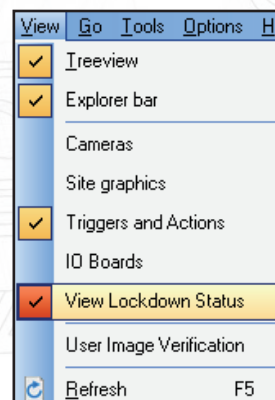 View Go Tools Options H
Treeview
Explorer bar
Cameras
Site graphics
Triggers and Actions
IO Boards
View Lockdown Status
User Image Verification
Refresh F5